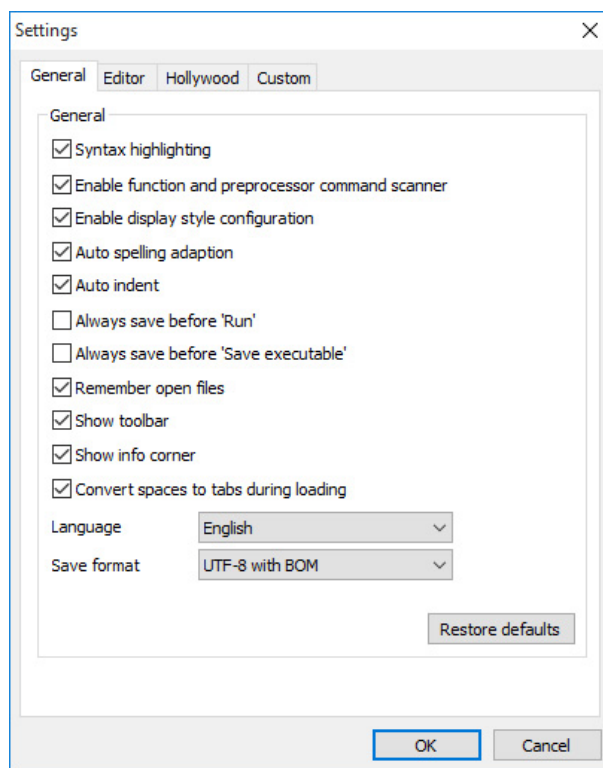 Settings
General Editor Hollywood Custom
General
Syntax highlighting
Enable function and preprocessor command scanner
Enable display style configuration
Auto spelling adaption
Auto indent
Always save before 'Run'
Always save before 'Save executable'
Remember open files
Show toolbar
Show info corner
Convert spaces to tabs during loading
Language English
Save format UTF-8 with BOM
Restore defaults
OK Cancel